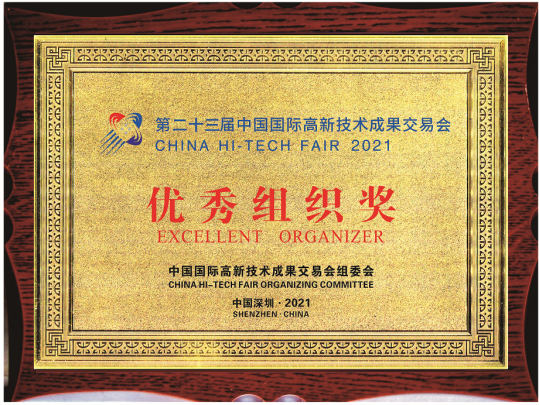 第二十三届中国国际高新技术成果交易会
CHINA HI-TECH FAIR 2021
优秀组织奖
EXCELLENT ORGANIZER
中国国际高新技术成果交易会组委会
CHINA HI-TECH FAIR ORGANIZING COMMITTEE
中国深圳·2021
SHENZHEN·CHINA